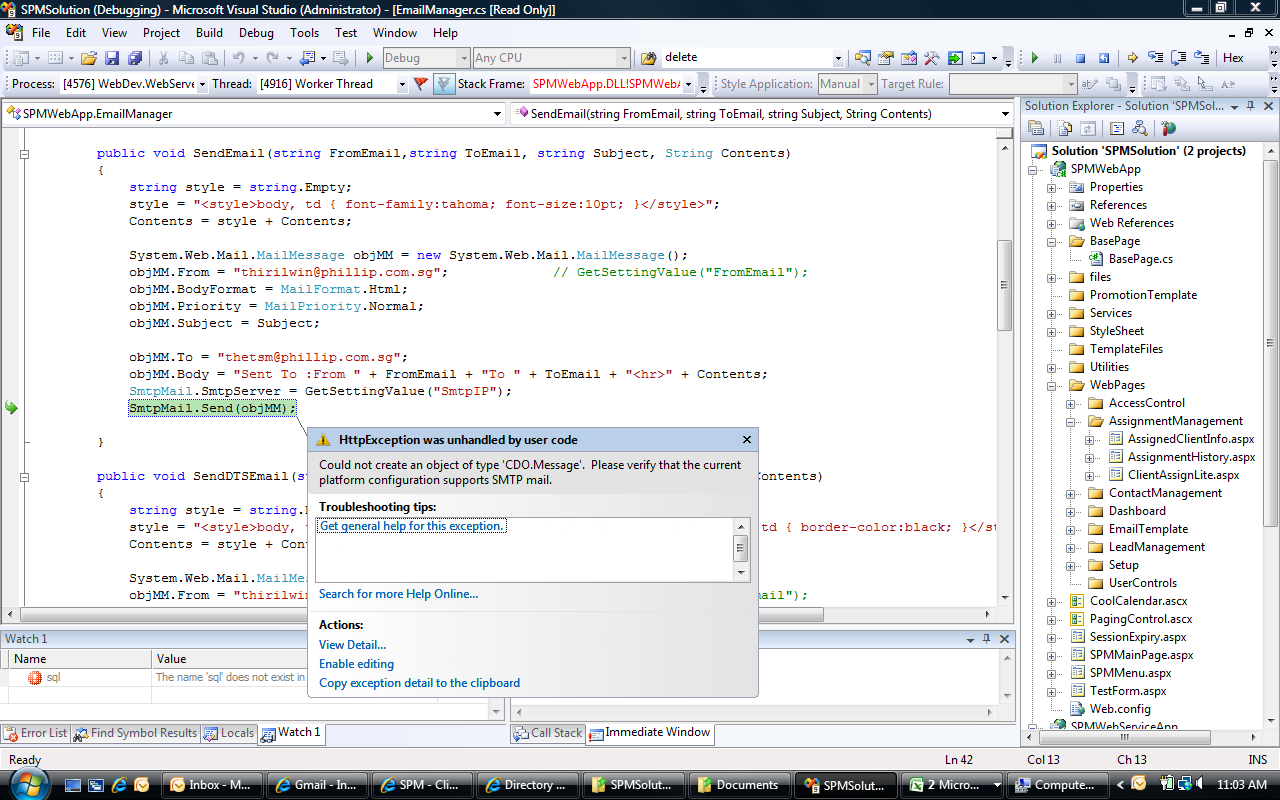 SPMSolution (Debugging) - Microsoft Visual Studio (Administrator) - [EmailManager.cs [Read Only]]
File Edit View Project Build Debug Tools Test Window Help
Debug Any CPU delete Hex
Process: [4576] WebDev.WebServe Thread: [4916] Worker Thread Stack Frame: SPMWebApp.DLL!SPMWebA Style Application: Manual Target Rule:
SPMWebApp.EmailManager SendEmail(string FromEmail, string ToEmail, string Subject, String Contents)
public void SendEmail(string FromEmail,string ToEmail, string Subject, String Contents)
{
string style = string.Empty;
style = "<style>body, td { font-family:tahoma; font-size:10pt; }</style>";
Contents = style + Contents;
System.Web.Mail.MailMessage objMM = new System.Web.Mail.MailMessage();
objMM.From = "thirilwin@phillip.com.sg"; // GetSettingValue("FromEmail");
objMM.BodyFormat = MailFormat.Html;
objMM.Priority = MailPriority.Normal;
objMM.Subject = Subject;
objMM.To = "thetsm@phillip.com.sg";
objMM.Body = "Sent To :From " + FromEmail + "To " + ToEmail + "<hr>" + Contents;
SmtpMail.SmtpServer = GetSettingValue("SmtpIP");
SmtpMail.Send(objMM);
}
public void SendDTSEmail(s Contents)
{
string style = string.
style = "<style>body, t td { border-color:black; }</st
Contents = style + Cont
System.Web.Mail.MailMes
objMM.From = "thirilwin ail");
HttpException was unhandled by user code
Could not create an object of type 'CDO.Message'. Please verify that the current
platform configuration supports SMTP mail.
Troubleshooting tips:
Get general help for this exception.
Search for more Help Online...
Actions:
View Detail...
Enable editing
Copy exception detail to the clipboard
Solution Explorer - Solution 'SPMSol...
Solution 'SPMSolution' (2 projects)
SPMWebApp
Properties
References
Web References
BasePage
BasePage.cs
files
PromotionTemplate
Services
StyleSheet
TemplateFiles
Utilities
WebPages
AccessControl
AssignmentManagement
AssignedClientInfo.aspx
AssignmentHistory.aspx
ClientAssignLite.aspx
ContactManagement
Dashboard
EmailTemplate
LeadManagement
Setup
UserControls
CoolCalendar.ascx
PagingControl.ascx
SessionExpiry.aspx
SPMMainPage.aspx
SPMMenu.aspx
TestForm.aspx
Web.config
SPMWebServiceApp
Watch 1
Name Value
sql The name 'sql' does not exist in
Error List Find Symbol Results Locals Watch 1 Call Stack Immediate Window
Ready Ln 42 Col 13 Ch 13 INS
Inbox - M... Gmail - In... SPM - Cli... Directory ... SPMSolut... Documents SPMSolut... 2 Micro... Compute... 11:03 AM